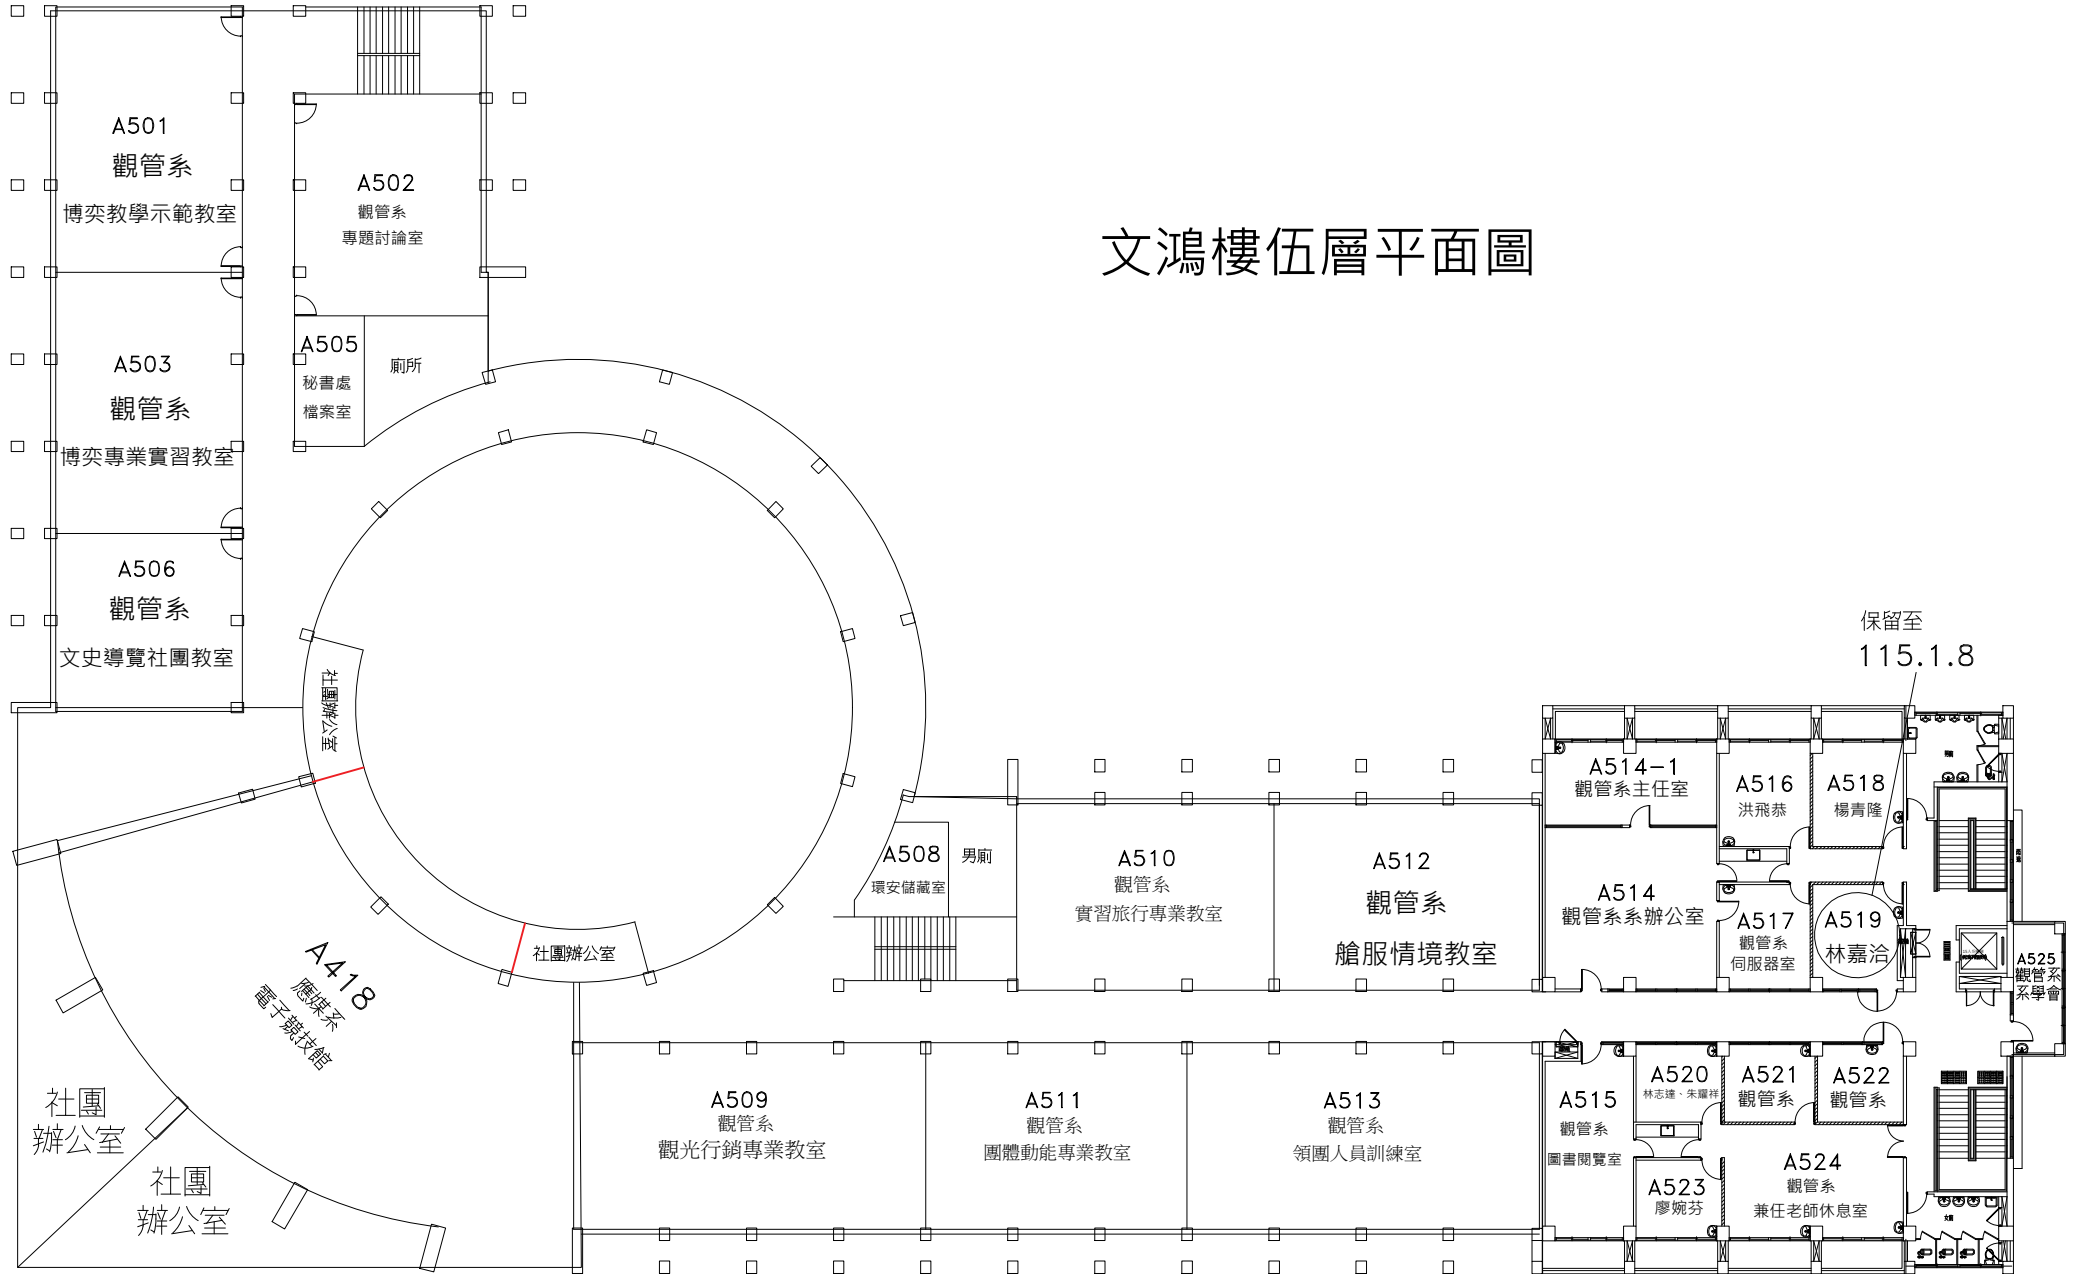 文鴻樓伍層平面圖
A501
觀管系
博奕教學示範教室
A502
觀管系
專題討論室
A503
觀管系
博奕專業實習教室
A505
秘書處
檔案室
廁所
A506
觀管系
文史導覽社團教室
社團辦公室
社團辦公室
A418
應媒系
電子競技館
社團
辦公室
社團
辦公室
A508
環安儲藏室
男廁
A510
觀管系
實習旅行專業教室
A512
觀管系
艙服情境教室
A509
觀管系
觀光行銷專業教室
A511
觀管系
團體動能專業教室
A513
觀管系
領團人員訓練室
保留至
115.1.8
A514-1
觀管系主任室
A516
洪飛恭
A518
楊青隆
A514
觀管系系辦公室
A517
觀管系
伺服器室
A519
林嘉洽
A525
觀管系
系學會
A515
觀管系
圖書閱覽室
A520
林志達、朱耀祥
A521
觀管系
A522
觀管系
A523
廖婉芬
A524
觀管系
兼任老師休息室
女廁